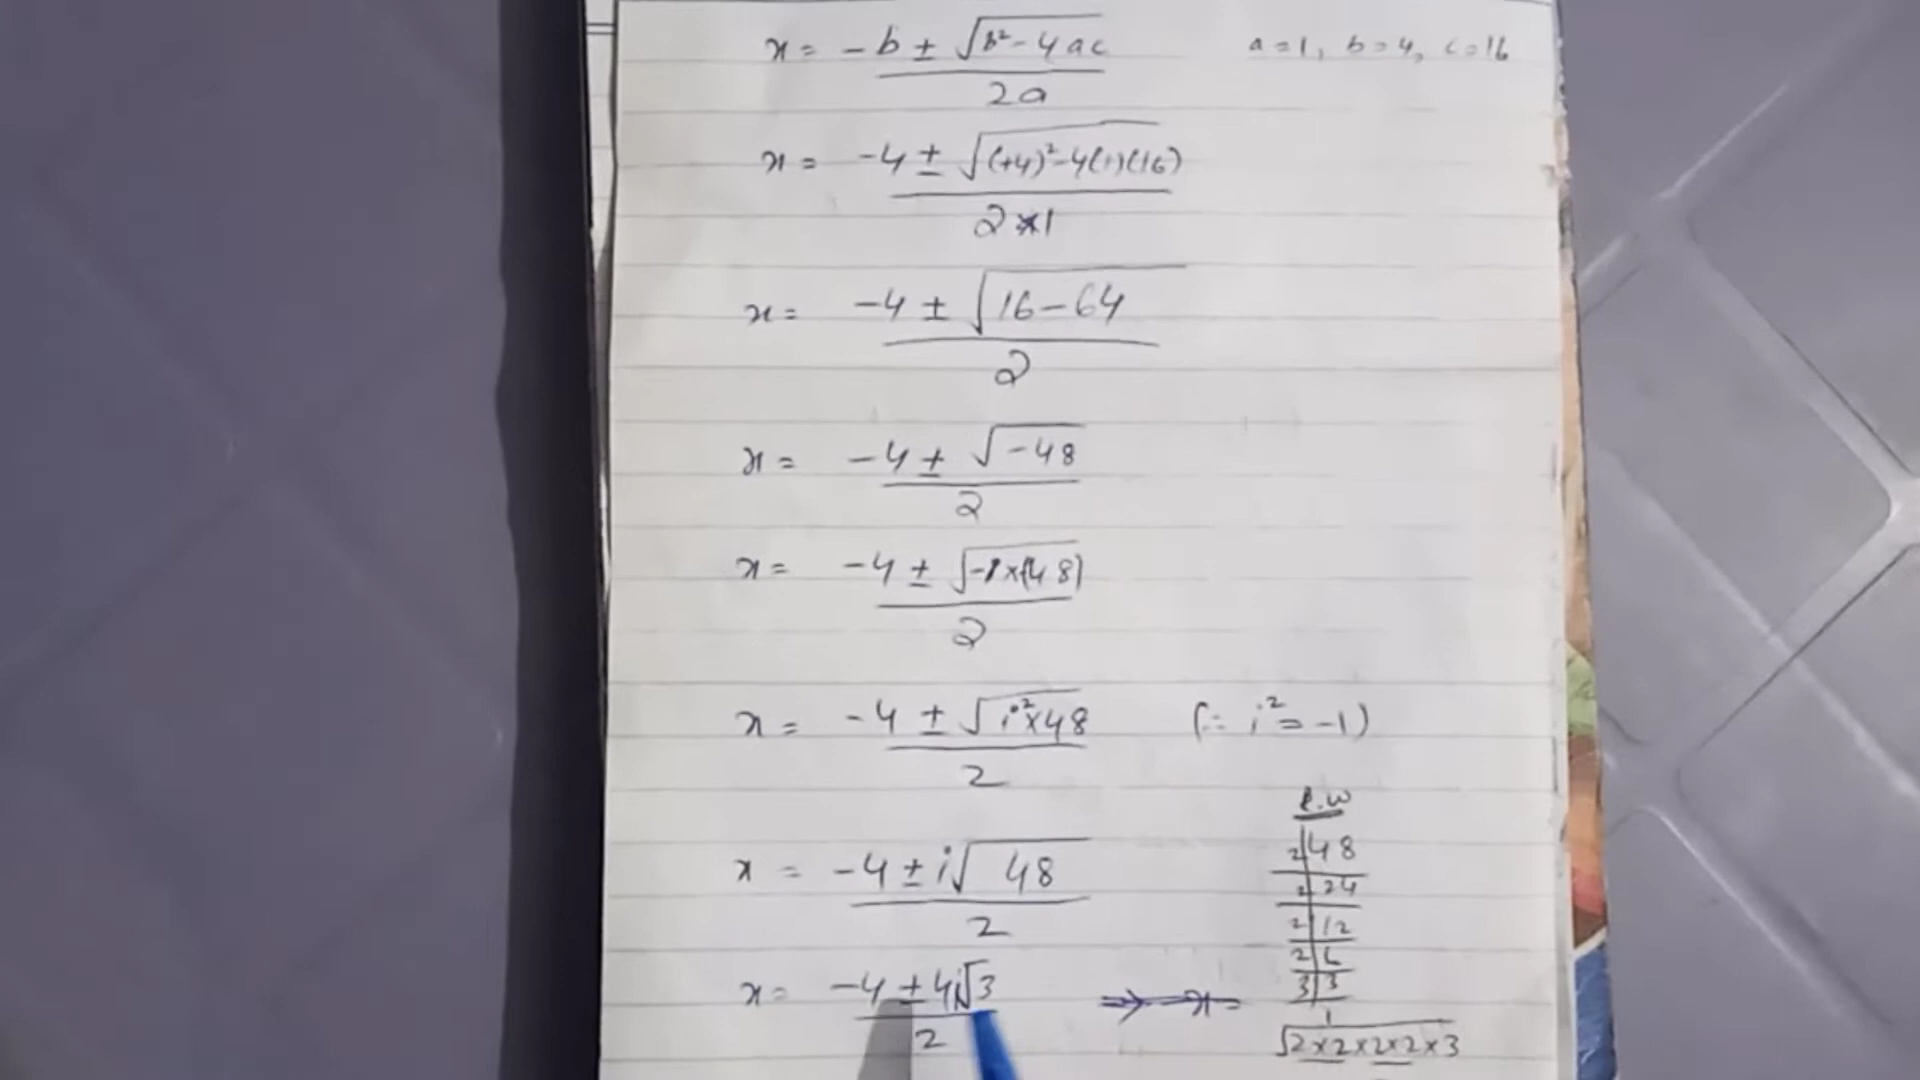 x = -b ± √b² - 4ac a = 1, b = 4, c = 16
2a
x = -4 ± √(+4)² - 4(1)(16)
2 × 1
x = -4 ± √16 - 64
2
x = -4 ± √-48
2
x = -4 ± √-1×(48)
2
x = -4 ± √i²×48 (∵ i² = -1)
2
R.W
x = -4 ± i√48
2
x = -4 ± 4i√3 ⇒ x =
2
2|48
2|24
2|12
2|6
3|3
1
√2×2×2×2×3